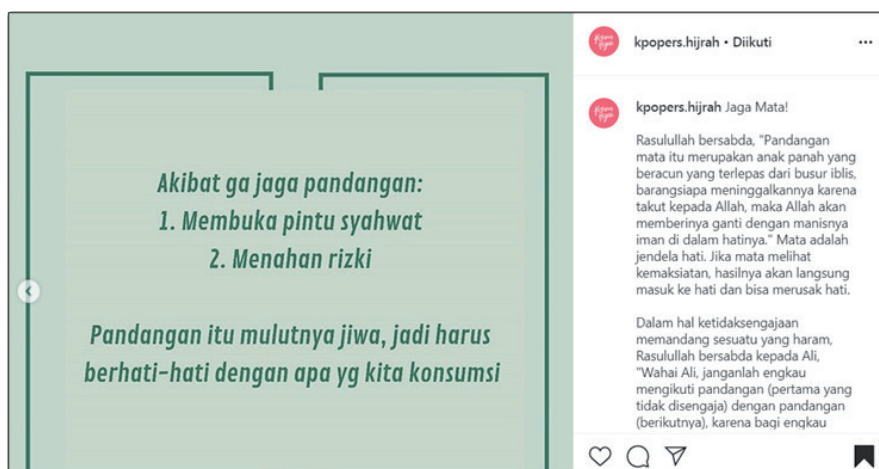 Akibat ga jaga pandangan:
1. Membuka pintu syahwat
2. Menahan rizki
Pandangan itu mulutnya jiwa, jadi harus
berhati-hati dengan apa yg kita konsumsi
kpopers.hijrah • Diikuti
kpopers.hijrah Jaga Mata!
Rasulullah bersabda, "Pandangan
mata itu merupakan anak panah yang
beracun yang terlepas dari busur iblis,
barangsiapa meninggalkannya karena
takut kepada Allah, maka Allah akan
memberinya ganti dengan manisnya
iman di dalam hatinya." Mata adalah
jendela hati. Jika mata melihat
kemaksiatan, hasilnya akan langsung
masuk ke hati dan bisa merusak hati.
Dalam hal ketidaksengajaan
memandang sesuatu yang haram,
Rasulullah bersabda kepada Ali,
"Wahai Ali, janganlah engkau
mengikuti pandangan (pertama yang
tidak disengaja) dengan pandangan
(berikutnya), karena bagi engkau